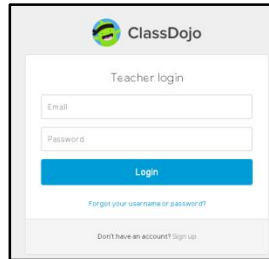 ClassDojo
Teacher login
Email
Password
Login
Forgot your username or password?
Don't have an account? Sign up